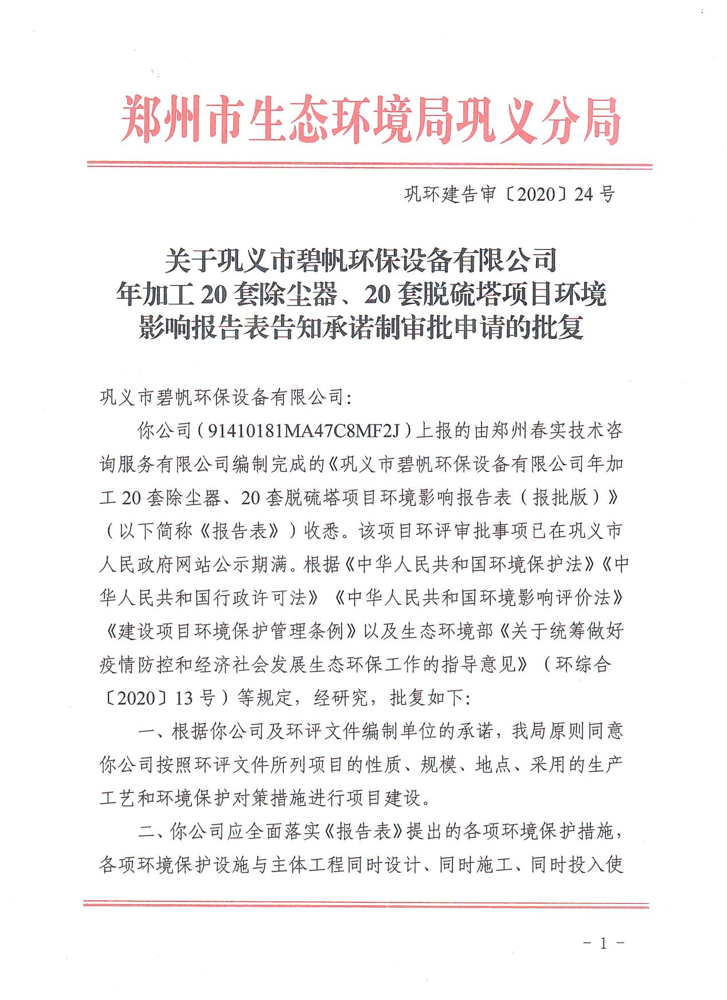 郑州市生态环境局巩义分局
巩环建告审〔2020〕24 号
关于巩义市碧帆环保设备有限公司
年加工 20 套除尘器、20 套脱硫塔项目环境
影响报告表告知承诺制审批申请的批复
巩义市碧帆环保设备有限公司:
你公司（91410181MA47C8MF2J）上报的由郑州春实技术咨
询服务有限公司编制完成的《巩义市碧帆环保设备有限公司年加
工 20 套除尘器、20 套脱硫塔项目环境影响报告表（报批版）》
（以下简称《报告表》）收悉。该项目环评审批事项已在巩义市
人民政府网站公示期满。根据《中华人民共和国环境保护法》《中
华人民共和国行政许可法》《中华人民共和国环境影响评价法》
《建设项目环境保护管理条例》以及生态环境部《关于统筹做好
疫情防控和经济社会发展生态环保工作的指导意见》（环综合
〔2020〕13 号）等规定，经研究，批复如下:
一、根据你公司及环评文件编制单位的承诺，我局原则同意
你公司按照环评文件所列项目的性质、规模、地点、采用的生产
工艺和环境保护对策措施进行项目建设。
二、你公司应全面落实《报告表》提出的各项环境保护措施，
各项环境保护设施与主体工程同时设计、同时施工、同时投入使
- 1 -